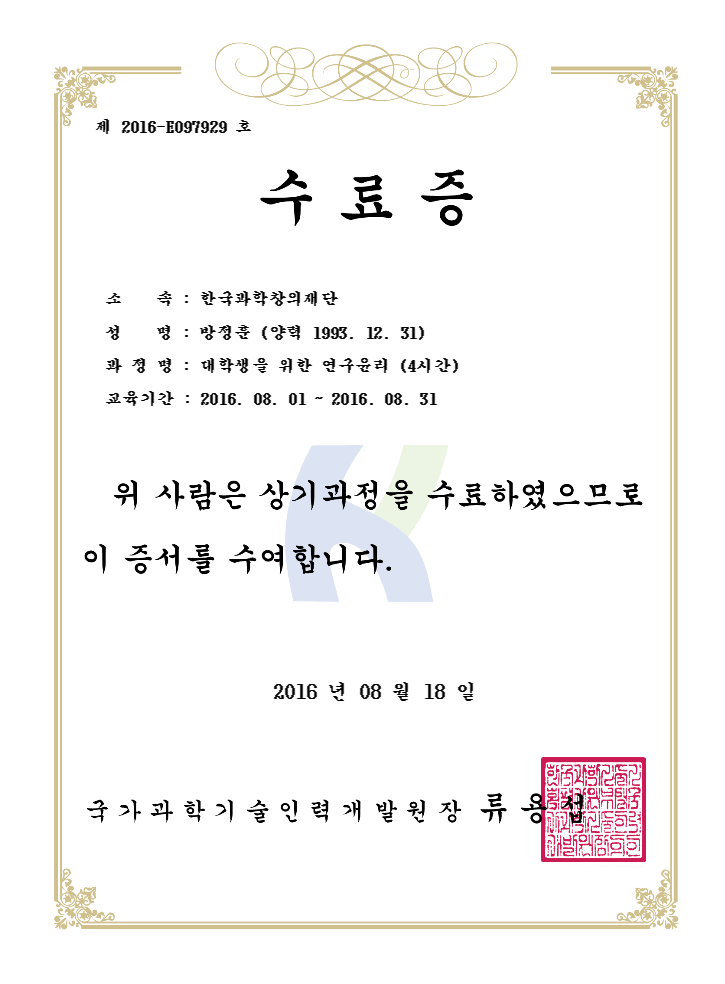 제 2016-E097929 호
수 료 증
소 속 : 한국과학창의재단
성 명 : 방정훈 (양력 1993. 12. 31)
과 정 명 : 대학생을 위한 연구윤리 (4시간)
교육기간 : 2016. 08. 01 ~ 2016. 08. 31
위 사람은 상기과정을 수료하였으므로
이 증서를 수여합니다.
2016 년 08 월 18 일
국가과학기술인력개발원장 류용섭